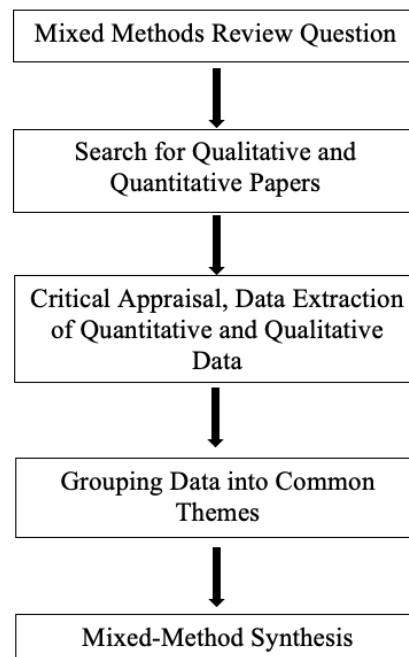 Mixed Methods Review Question
Search for Qualitative and
Quantitative Papers
Critical Appraisal, Data Extraction
of Quantitative and Qualitative
Data
Grouping Data into Common
Themes
Mixed-Method Synthesis